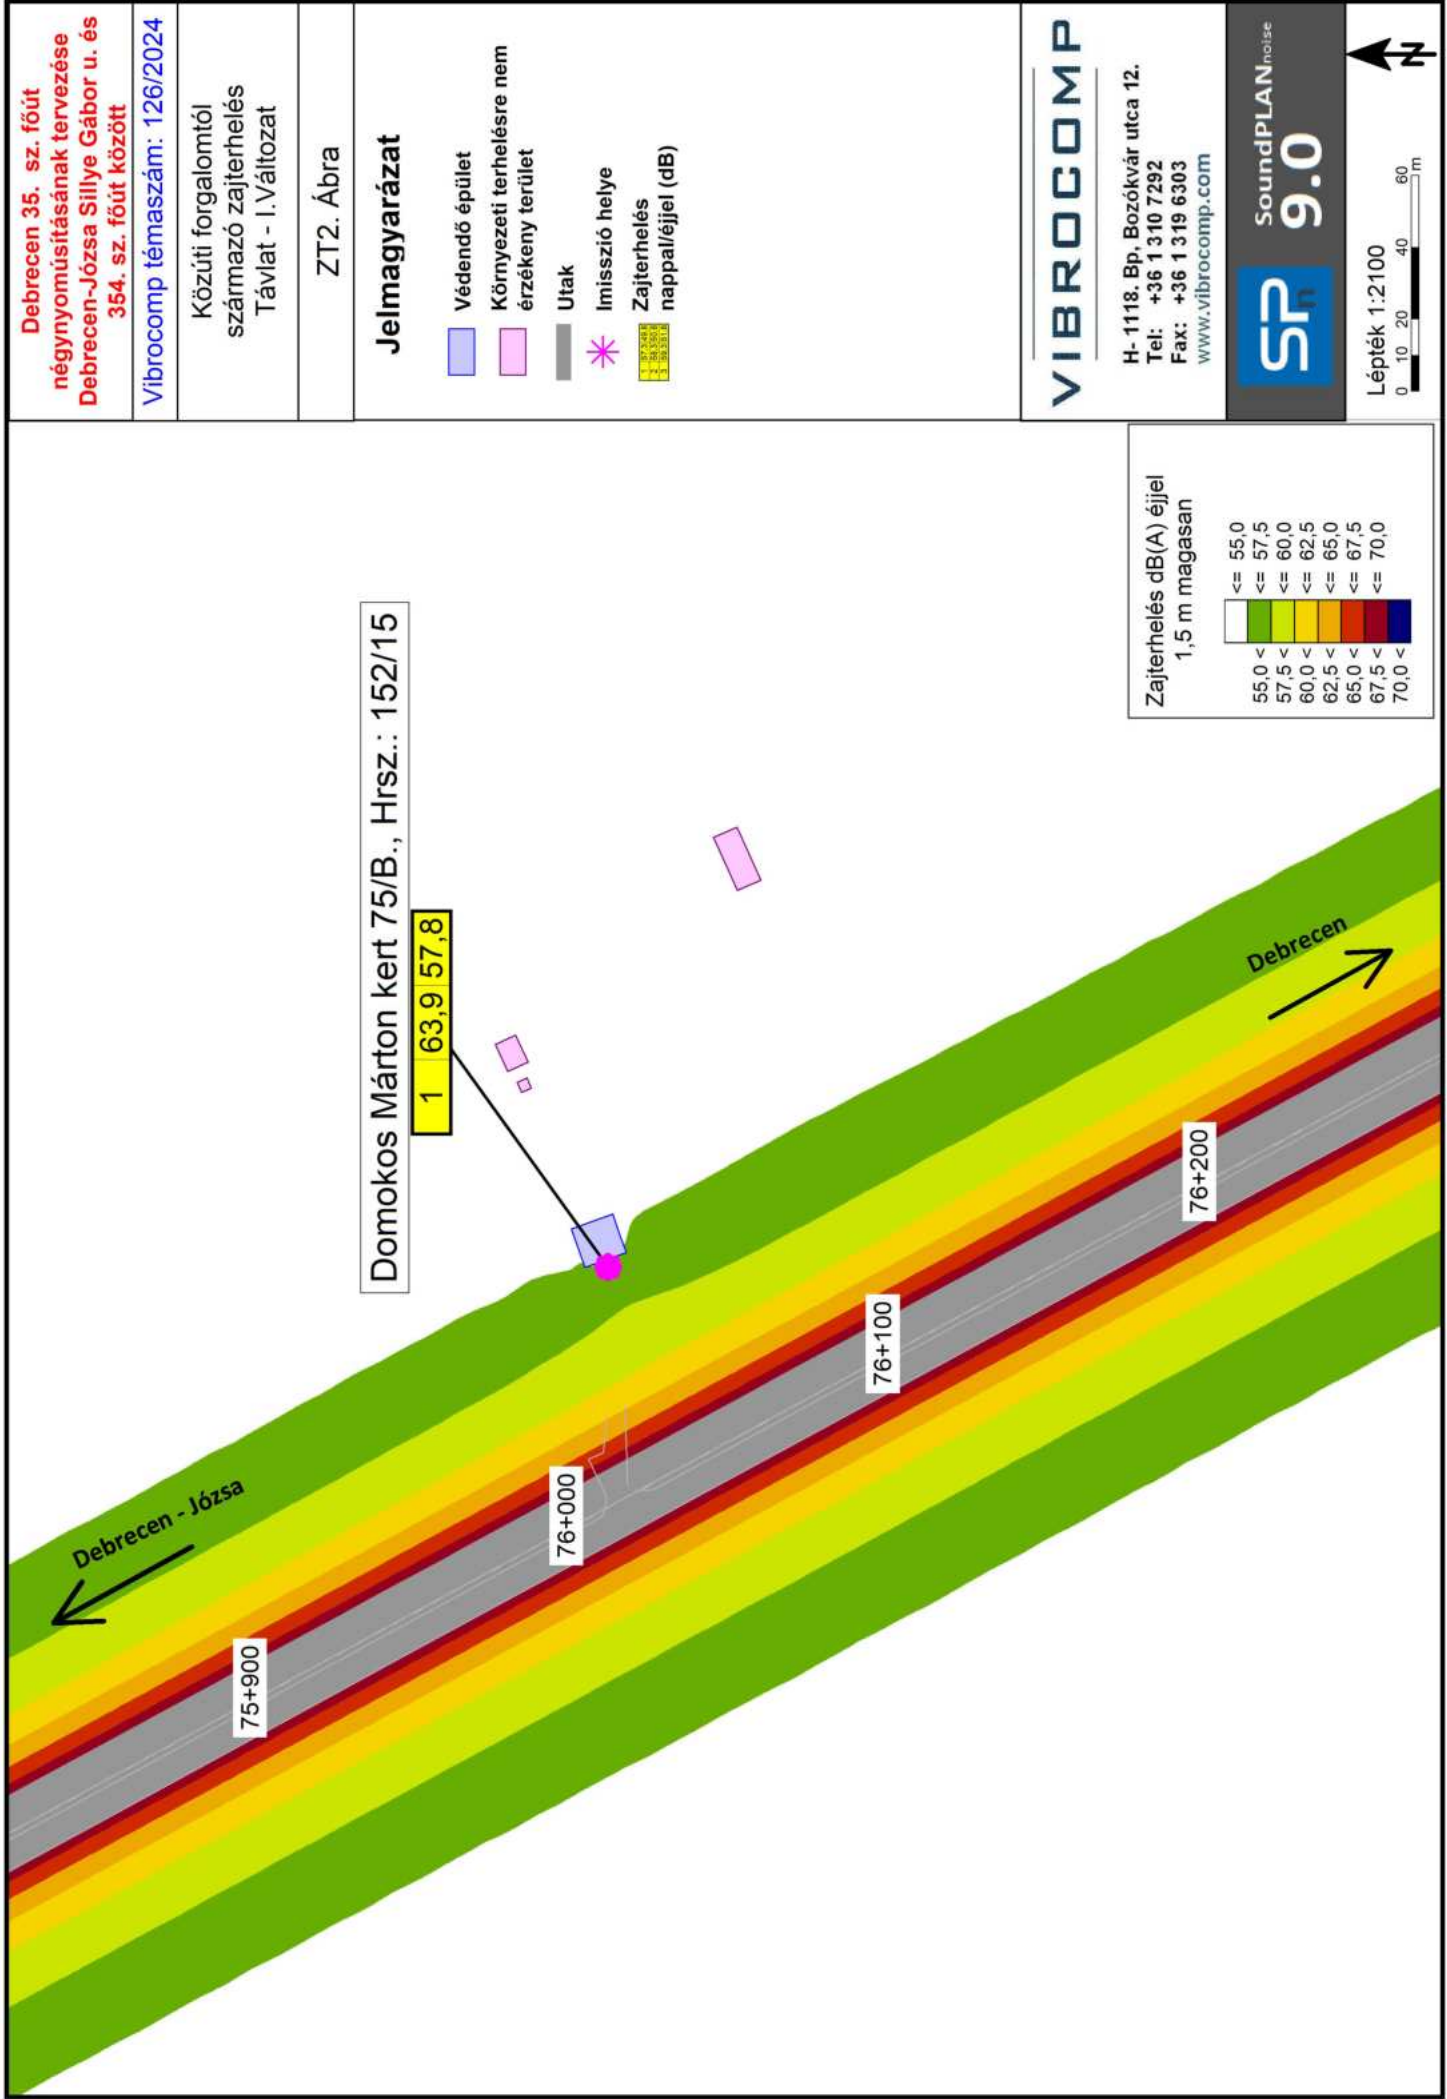 Debrecen 35. sz. főút
négynyomúsításának tervezése
Debrecen-Józsa Sillye Gábor u. és
354. sz. főút között
Vibrocomp témaszám: 126/2024
Közúti forgalomtól
származó zajterhelés
Távlat - I.Változat
ZT2. Ábra
Jelmagyarázat
Védendő épület
Környezeti terhelésre nem
érzékeny terület
Utak
Imisszió helye
Zajterhelés
nappal/éjjel (dB)
VIBROCOMP
H- 1118. Bp, Bozókvár utca 12.
Tel: +36 1 310 7292
Fax: +36 1 319 6303
www.vibrocomp.com
SPn
SoundPLANnoise
9.0
Lépték 1:2100
0 10 20 40 60
m
N
Domokos Márton kert 75/B., Hrsz.: 152/15
1 63,9 57,8
Debrecen - Józsa
75+900
76+000
76+100
76+200
Debrecen
Zajterhelés dB(A) éjjel
1,5 m magasan
<= 55,0
55,0 < <= 57,5
57,5 < <= 60,0
60,0 < <= 62,5
62,5 < <= 65,0
65,0 < <= 67,5
67,5 < <= 70,0
70,0 <